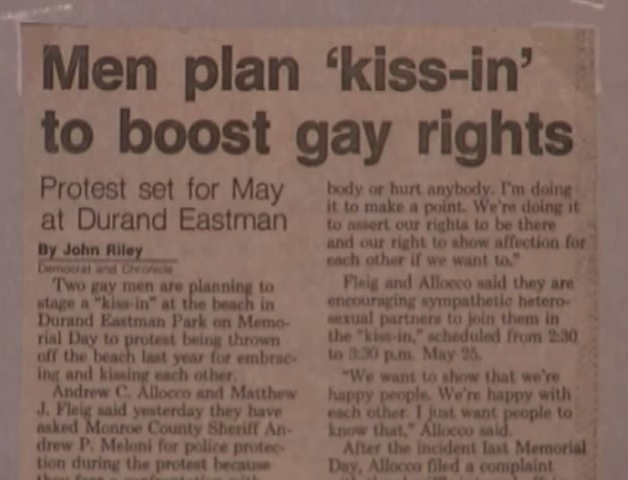 Men plan ‘kiss-in’
to boost gay rights
Protest set for May
at Durand Eastman
By John Riley
Democrat and Chronicle
Two gay men are planning to
stage a "kiss-in" at the beach in
Durand Eastman Park on Memo-
rial Day to protest being thrown
off the beach last year for embrac-
ing and kissing each other.
Andrew C. Allocco and Matthew
J. Fleig said yesterday they have
asked Monroe County Sheriff An-
drew P. Meloni for police protec-
tion during the protest because
they fear a confrontation with
body or hurt anybody. I'm doing
it to make a point. We're doing it
to assert our rights to be there
and our right to show affection for
each other if we want to."
Fleig and Allocco said they are
encouraging sympathetic hetero-
sexual partners to join them in
the "kiss-in," scheduled from 2:30
to 3:30 p.m. May 25.
"We want to show that we're
happy people. We're happy with
each other. I just want people to
know that," Allocco said.
After the incident last Memorial
Day, Allocco filed a complaint